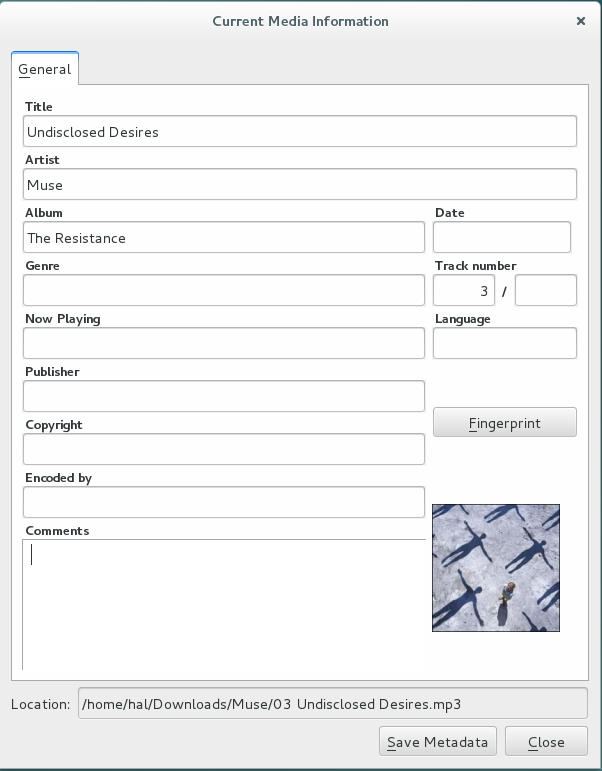 Current Media Information
General
Title
Undisclosed Desires
Artist
Muse
Album Date
The Resistance
Genre Track number
3 /
Now Playing Language
Publisher
Copyright
Fingerprint
Encoded by
Comments
Location: /home/hal/Downloads/Muse/03 Undisclosed Desires.mp3
Save Metadata Close